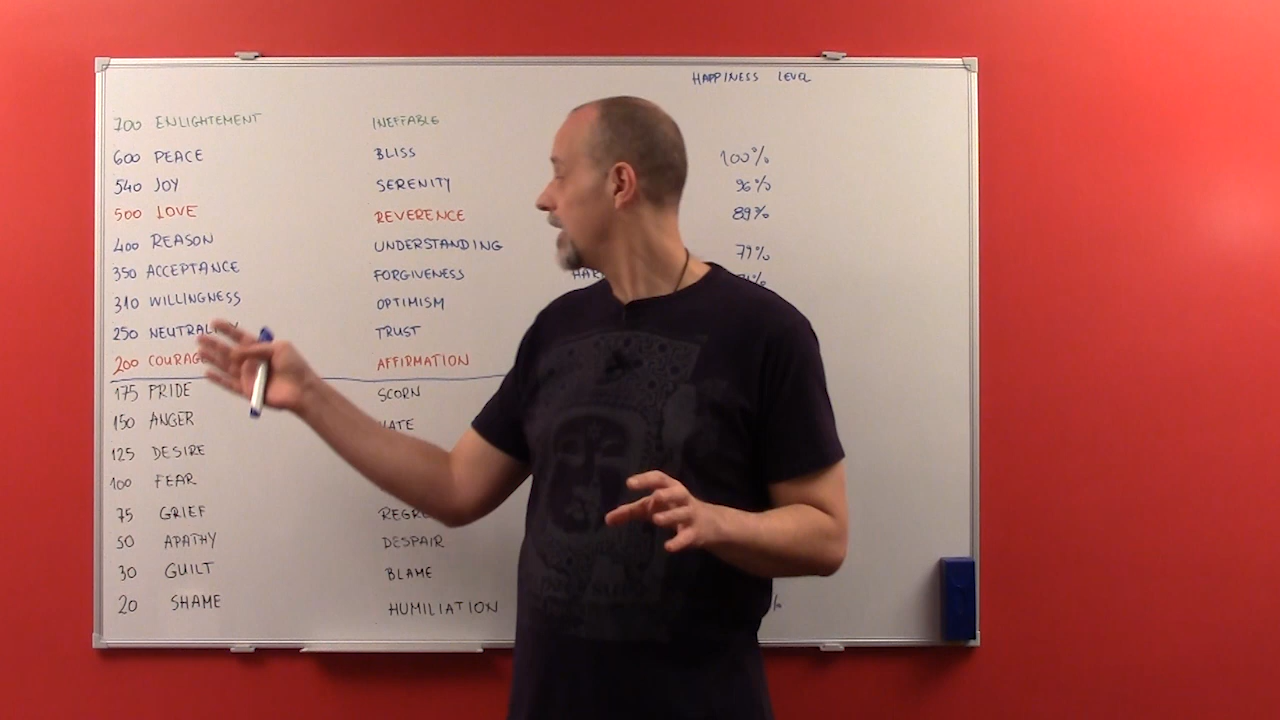 HAPPINESS LEVEL
700 ENLIGHTEMENT INEFFABLE
600 PEACE BLISS 100%
540 JOY SERENITY 96%
500 LOVE REVERENCE 89%
400 REASON UNDERSTANDING 79%
350 ACCEPTANCE FORGIVENESS
310 WILLINGNESS OPTIMISM
250 TRUST
200 AFFIRMATION
175 PRIDE SCORN
150 ANGER
125 DESIRE
100 FEAR
75 GRIEF
50 APATHY DESPAIR
30 GUILT BLAME
20 SHAME HUMILIATION